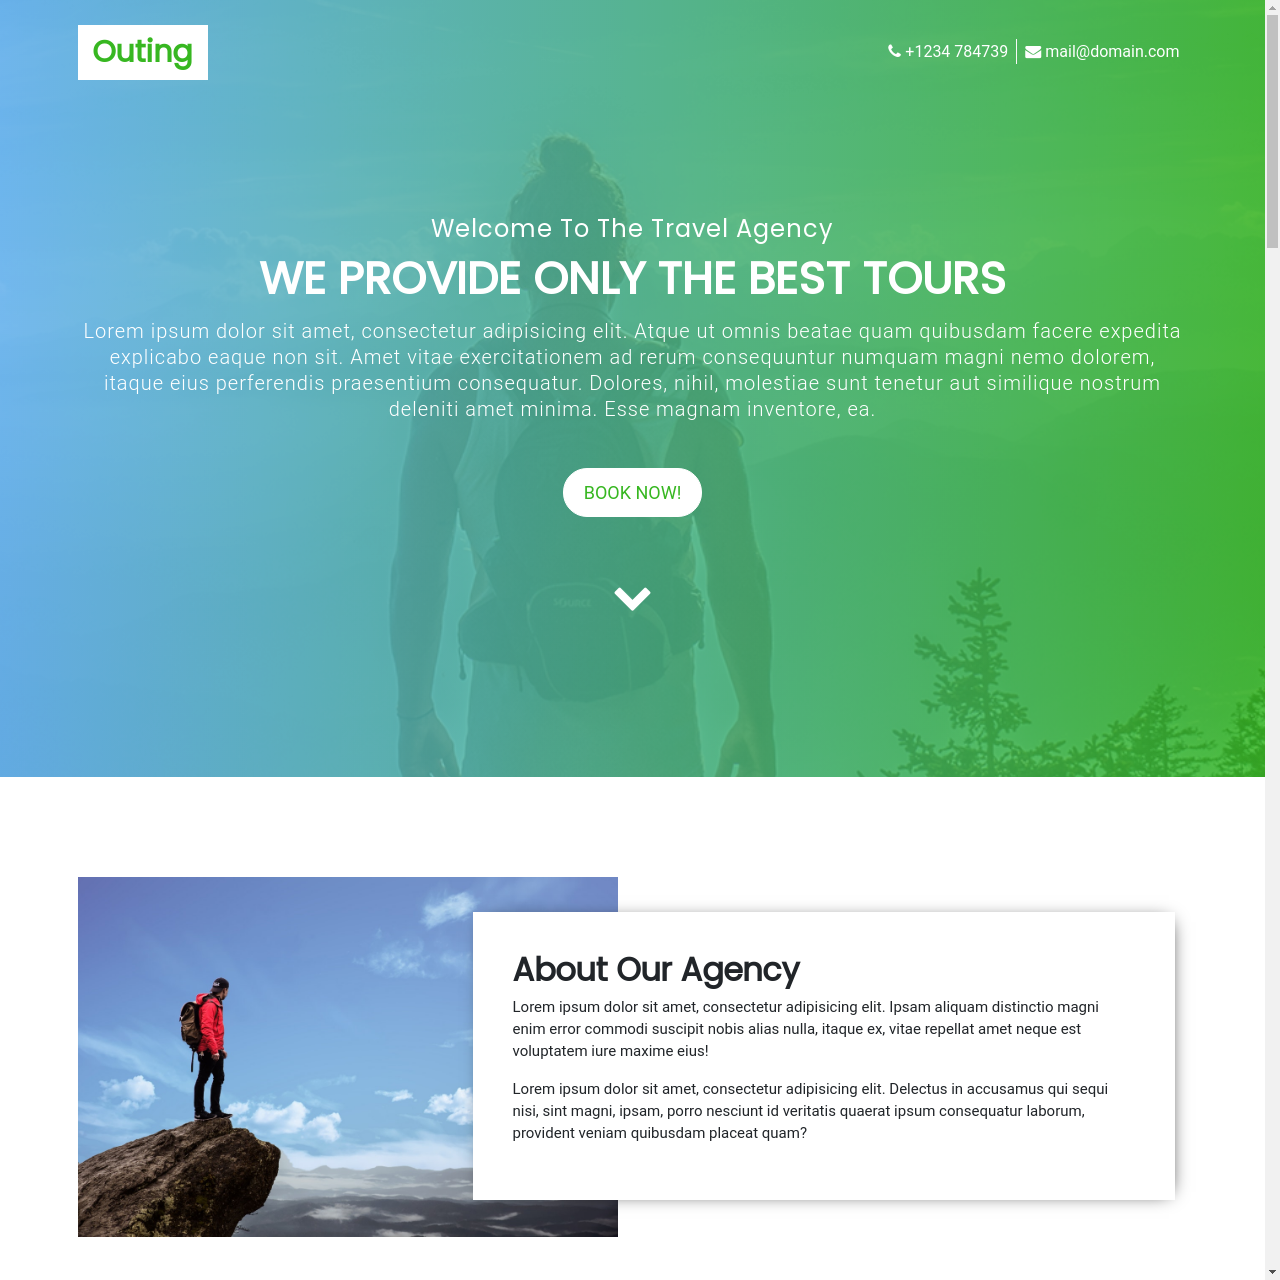 Outing
+1234 784739
mail@domain.com
Welcome To The Travel Agency
WE PROVIDE ONLY THE BEST TOURS
Lorem ipsum dolor sit amet, consectetur adipisicing elit. Atque ut omnis beatae quam quibusdam facere expedita
explicabo eaque non sit. Amet vitae exercitationem ad rerum consequuntur numquam magni nemo dolorem,
itaque eius perferendis praesentium consequatur. Dolores, nihil, molestiae sunt tenetur aut similique nostrum
deleniti amet minima. Esse magnam inventore, ea.
BOOK NOW!
About Our Agency
Lorem ipsum dolor sit amet, consectetur adipisicing elit. Ipsam aliquam distinctio magni
enim error commodi suscipit nobis alias nulla, itaque ex, vitae repellat amet neque est
voluptatem iure maxime eius!
Lorem ipsum dolor sit amet, consectetur adipisicing elit. Delectus in accusamus qui sequi
nisi, sint magni, ipsam, porro nesciunt id veritatis quaerat ipsum consequatur laborum,
provident veniam quibusdam placeat quam?